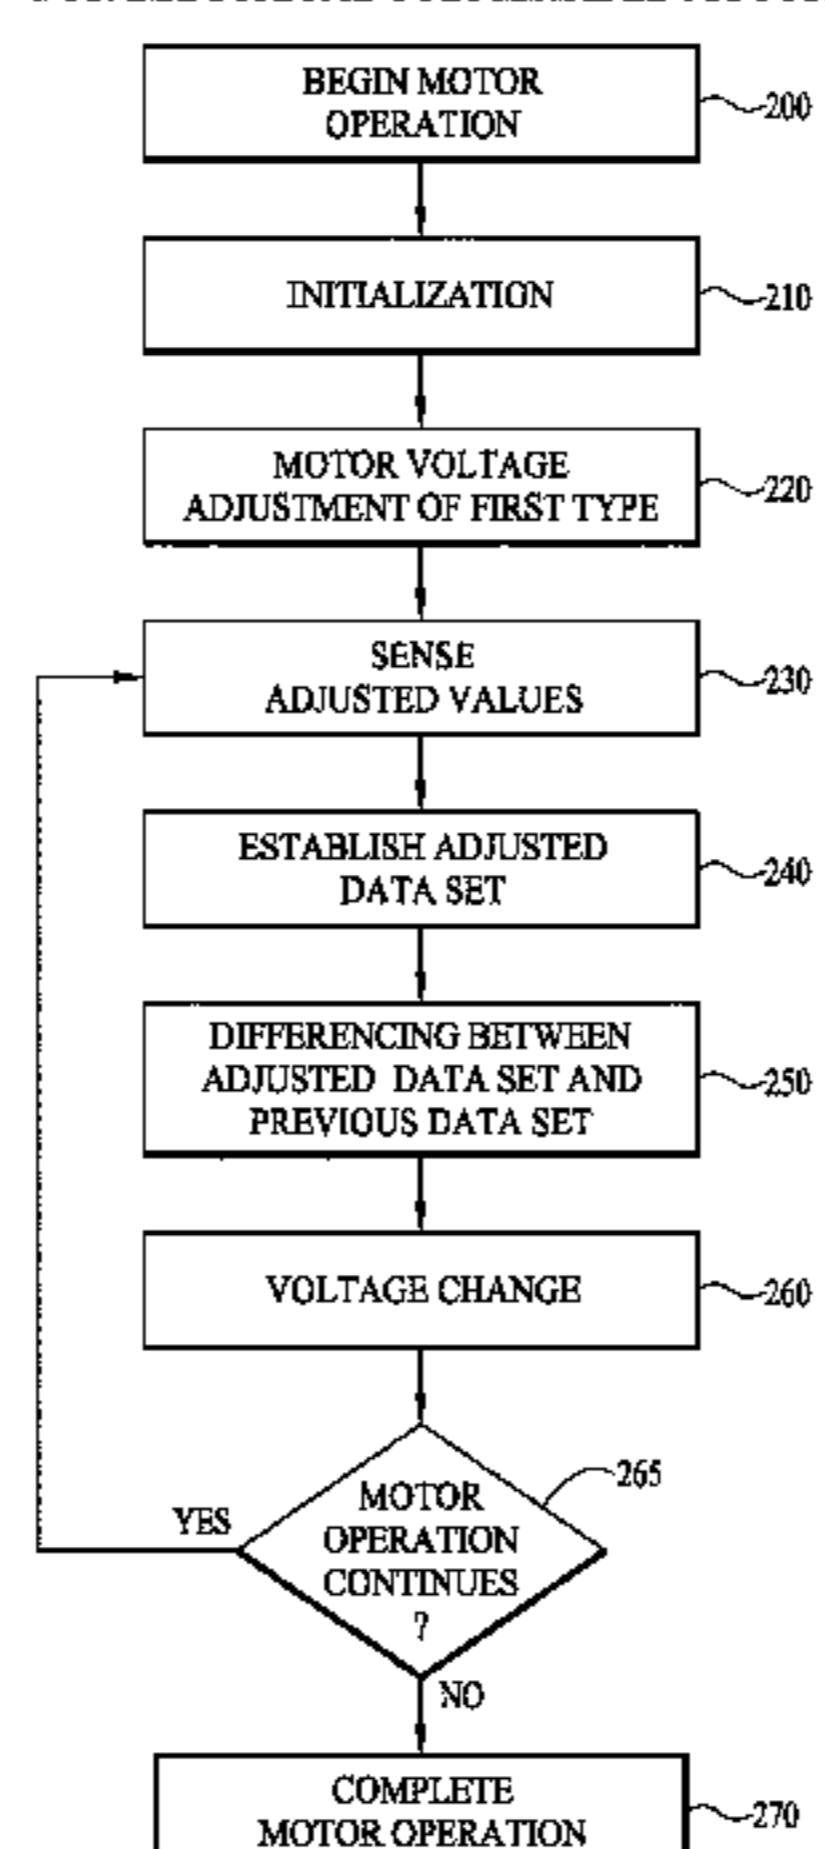 BEGIN MOTOR
OPERATION
200
INITIALIZATION
210
MOTOR VOLTAGE
ADJUSTMENT OF FIRST TYPE
220
SENSE
ADJUSTED VALUES
230
ESTABLISH ADJUSTED
DATA SET
240
DIFFERENCING BETWEEN
ADJUSTED DATA SET AND
PREVIOUS DATA SET
250
VOLTAGE CHANGE
260
265
MOTOR
OPERATION
CONTINUES
?
YES
NO
COMPLETE
MOTOR OPERATION
270